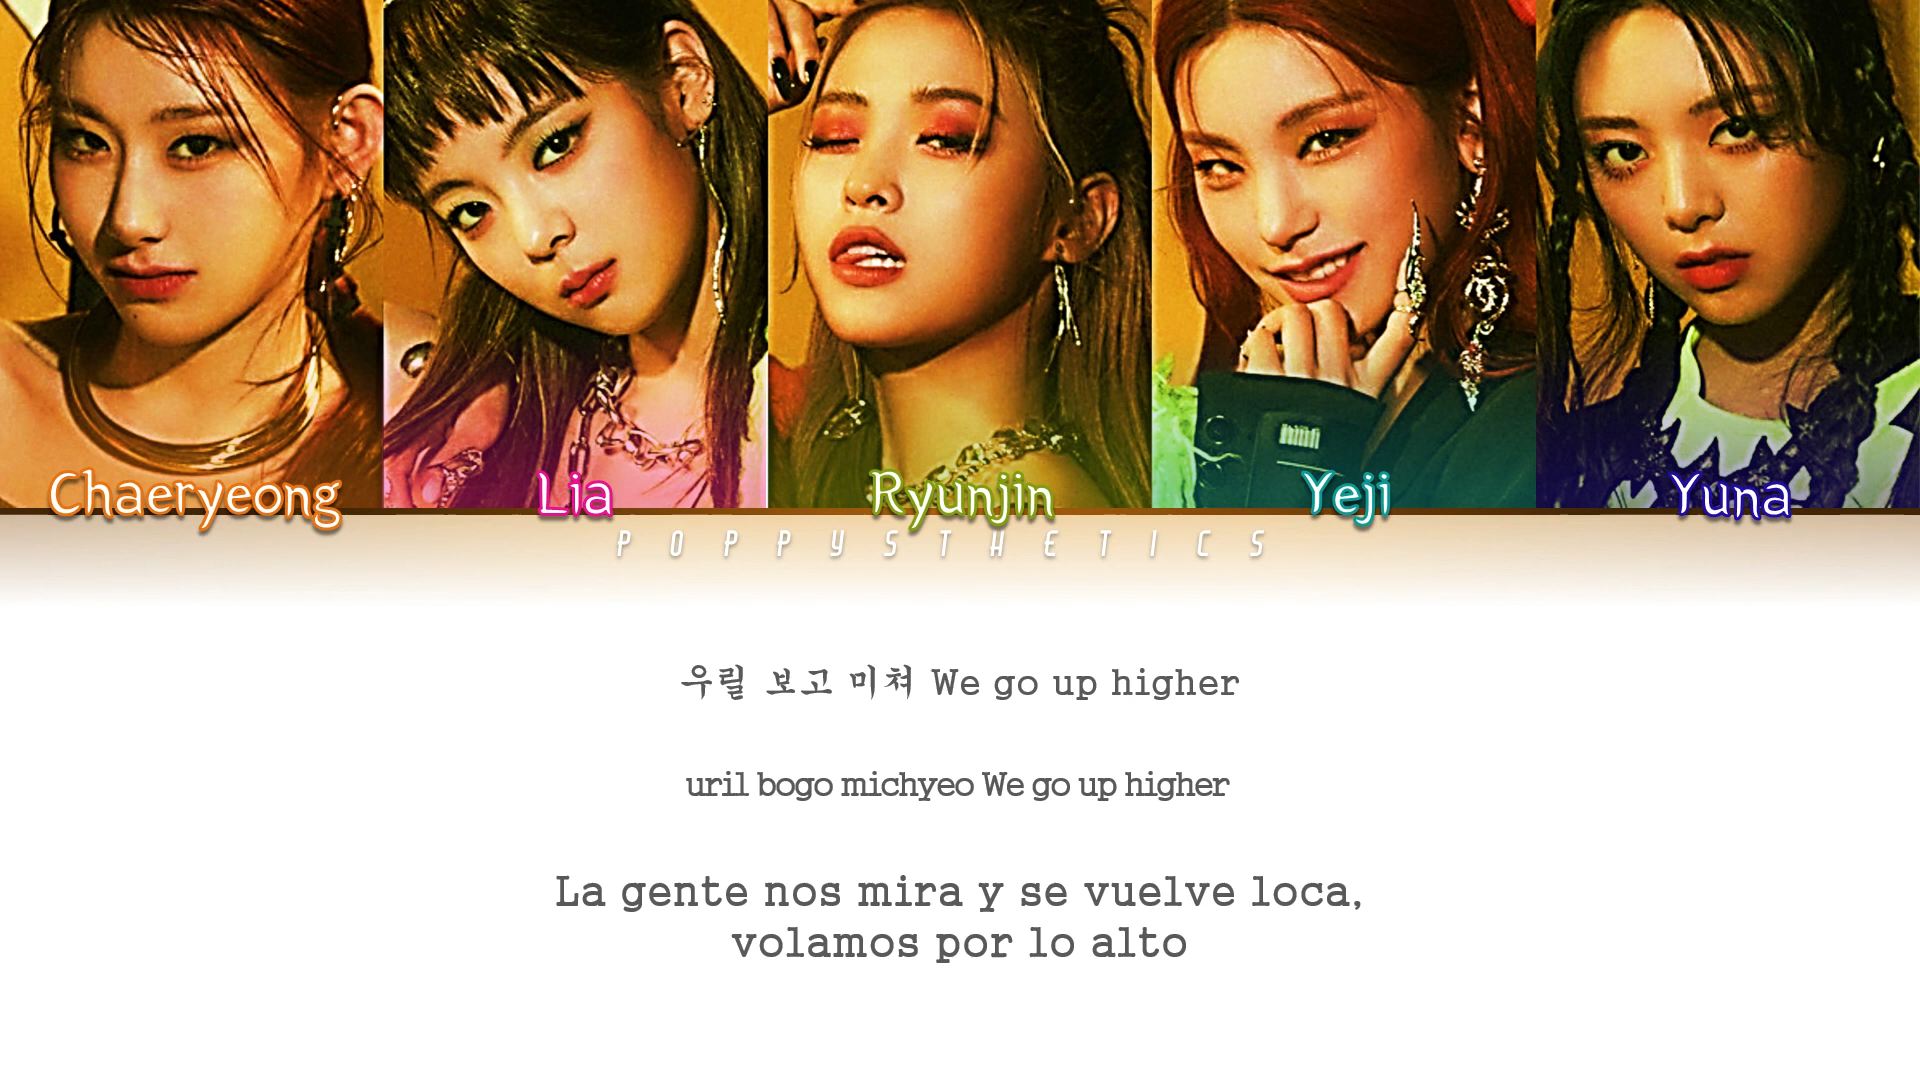 Chaeryeong
Lia
Ryunjin
Yeji
Yuna
POPPYSTHETICS
우릴 보고 미쳐 We go up higher
uril bogo michyeo We go up higher
La gente nos mira y se vuelve loca,
volamos por lo alto